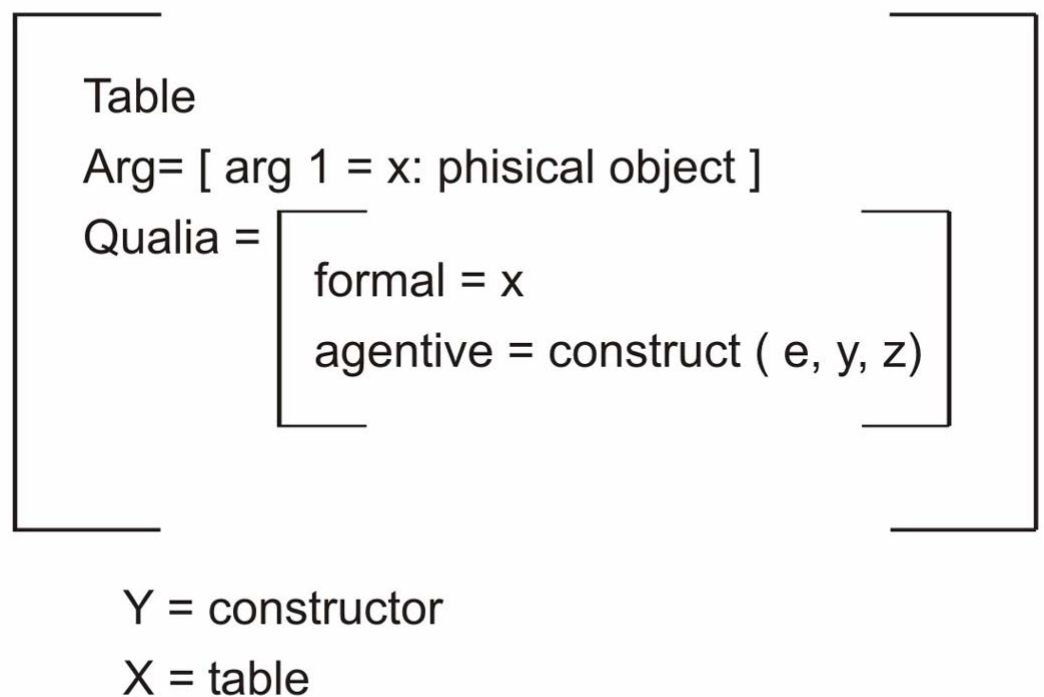 Table
Arg= [ arg 1 = x: phisical object ]
Qualia =
formal = x
agentive = construct ( e, y, z)
Y = constructor
X = table